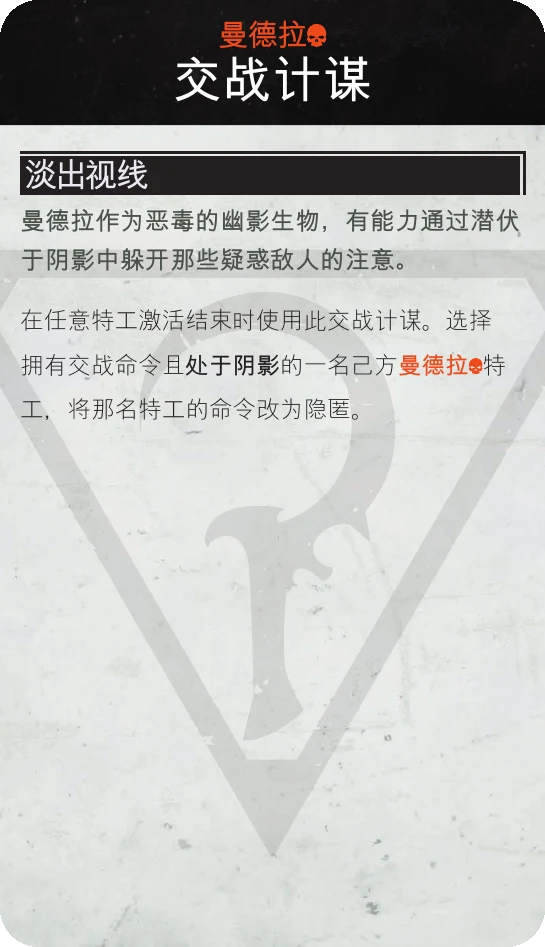 曼德拉
交战计谋
淡出视线
曼德拉作为恶毒的幽影生物，有能力通过潜伏
于阴影中躲开那些疑惑敌人的注意。
在任意特工激活结束时使用此交战计谋。选择
拥有交战命令且处于阴影的一名己方曼德拉特
工，将那名特工的命令改为隐匿。